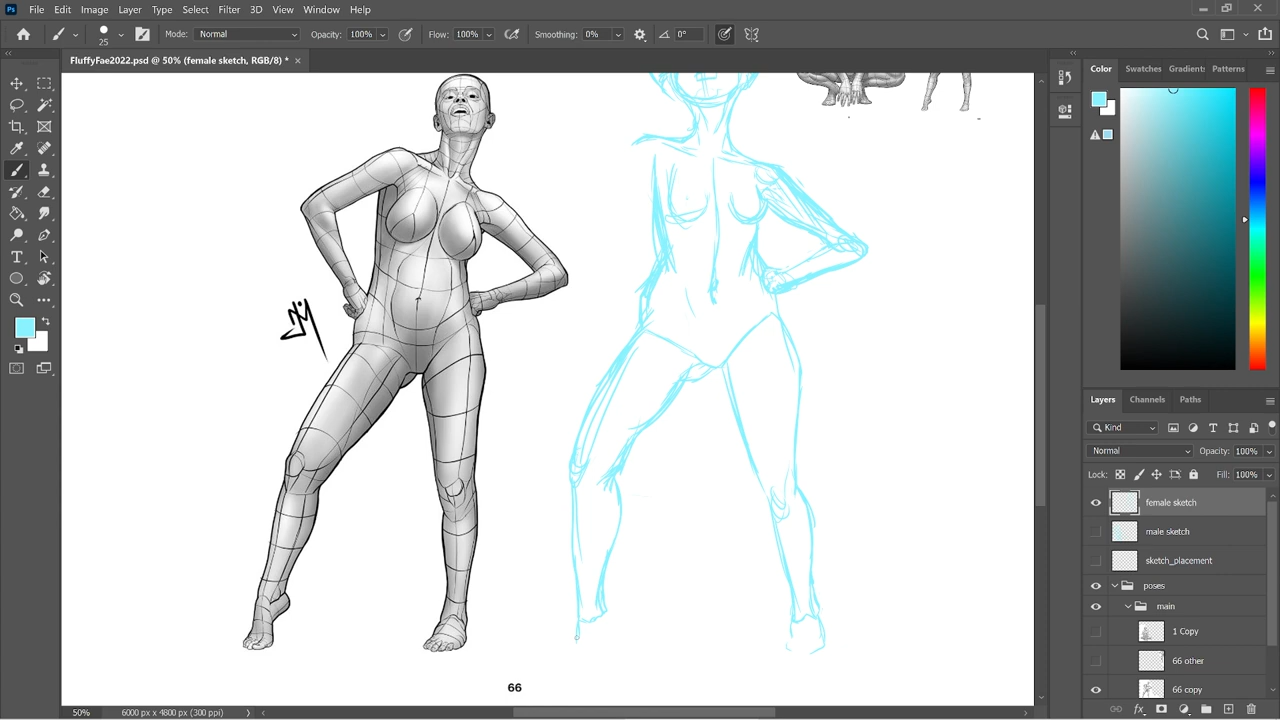 Ps File Edit Image Layer Type Select Filter 3D View Window Help
25 Mode: Normal Opacity: 100% Flow: 100% Smoothing: 0% 0°
FluffyFae2022.psd @ 50% (female sketch, RGB/8) * ×
Color Swatches Gradients Patterns
Layers Channels Paths
Kind
Normal Opacity: 100%
Lock: Fill: 100%
female sketch
male sketch
sketch_placement
poses
main
1 Copy
66 other
66 copy
66
50% 6000 px x 4800 px (300 ppi)